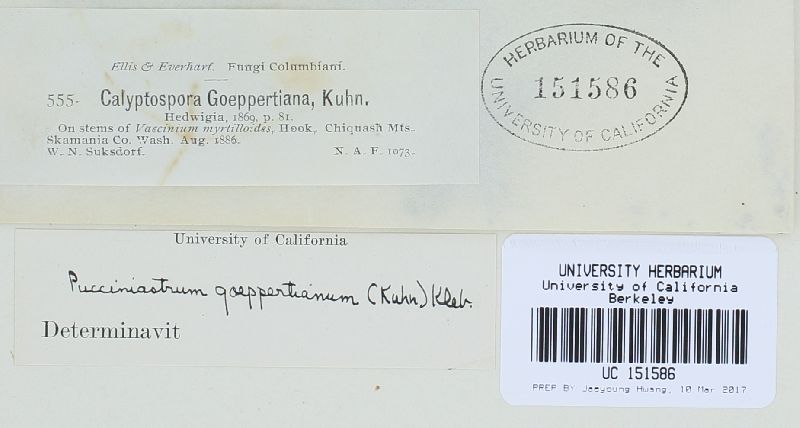 Ellis & Everhart. Fungi Columbiani.
555- Calyptospora Goeppertiana, Kuhn.
Hedwigia, 1869, p. 81.
On stems of Vaccinium myrtilloides, Hook, Chiquash Mts.
Skamania Co. Wash. Aug. 1886.
W. N. Suksdorf. N. A. F. 1073.
HERBARIUM OF THE
151586
UNIVERSITY OF CALIFORNIA
University of California
Pucciniastrum goeppertianum (Kuhn) Kleb.
Determinavit
UNIVERSITY HERBARIUM
University of California
Berkeley
UC 151586
PREP BY Jaeyoung Huang, 10 Mar 2017